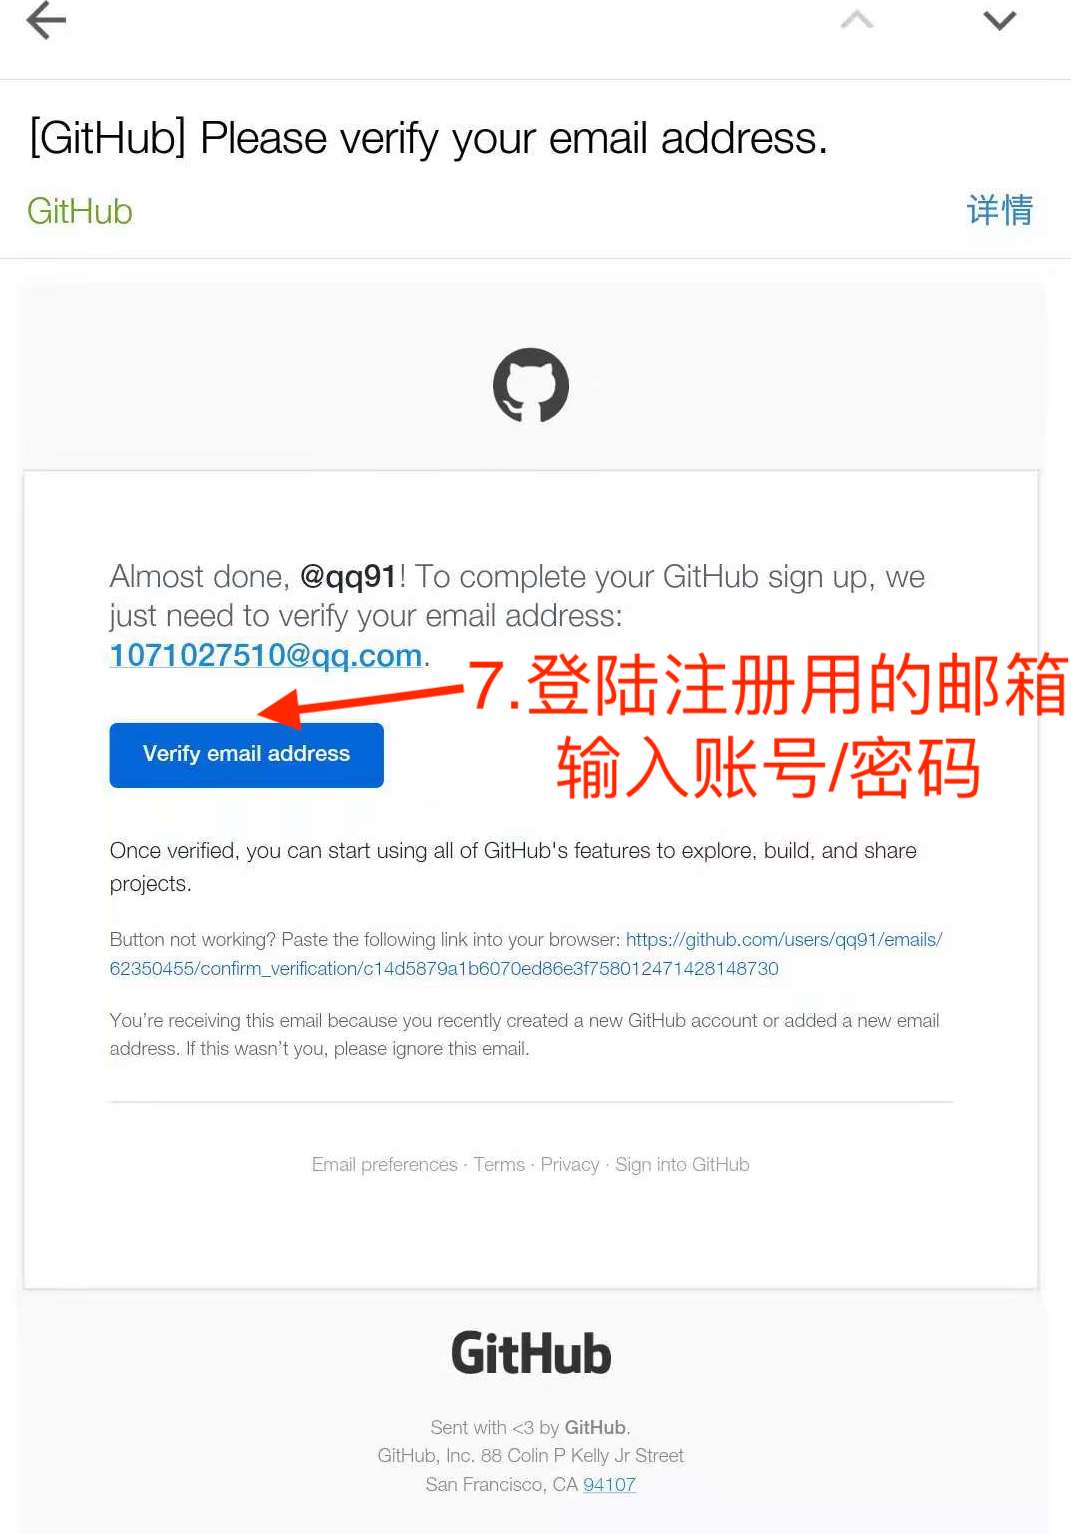 [GitHub] Please verify your email address.
GitHub
详情
Almost done, @qq91! To complete your GitHub sign up, we
just need to verify your email address:
1071027510@qq.com.
7.登陆注册用的邮箱
输入账号/密码
Verify email address
Once verified, you can start using all of GitHub's features to explore, build, and share
projects.
Button not working? Paste the following link into your browser: https://github.com/users/qq91/emails/
62350455/confirm_verification/c14d5879a1b6070ed86e3f758012471428148730
You’re receiving this email because you recently created a new GitHub account or added a new email
address. If this wasn’t you, please ignore this email.
Email preferences · Terms · Privacy · Sign into GitHub
GitHub
Sent with <3 by GitHub.
GitHub, Inc. 88 Colin P Kelly Jr Street
San Francisco, CA 94107